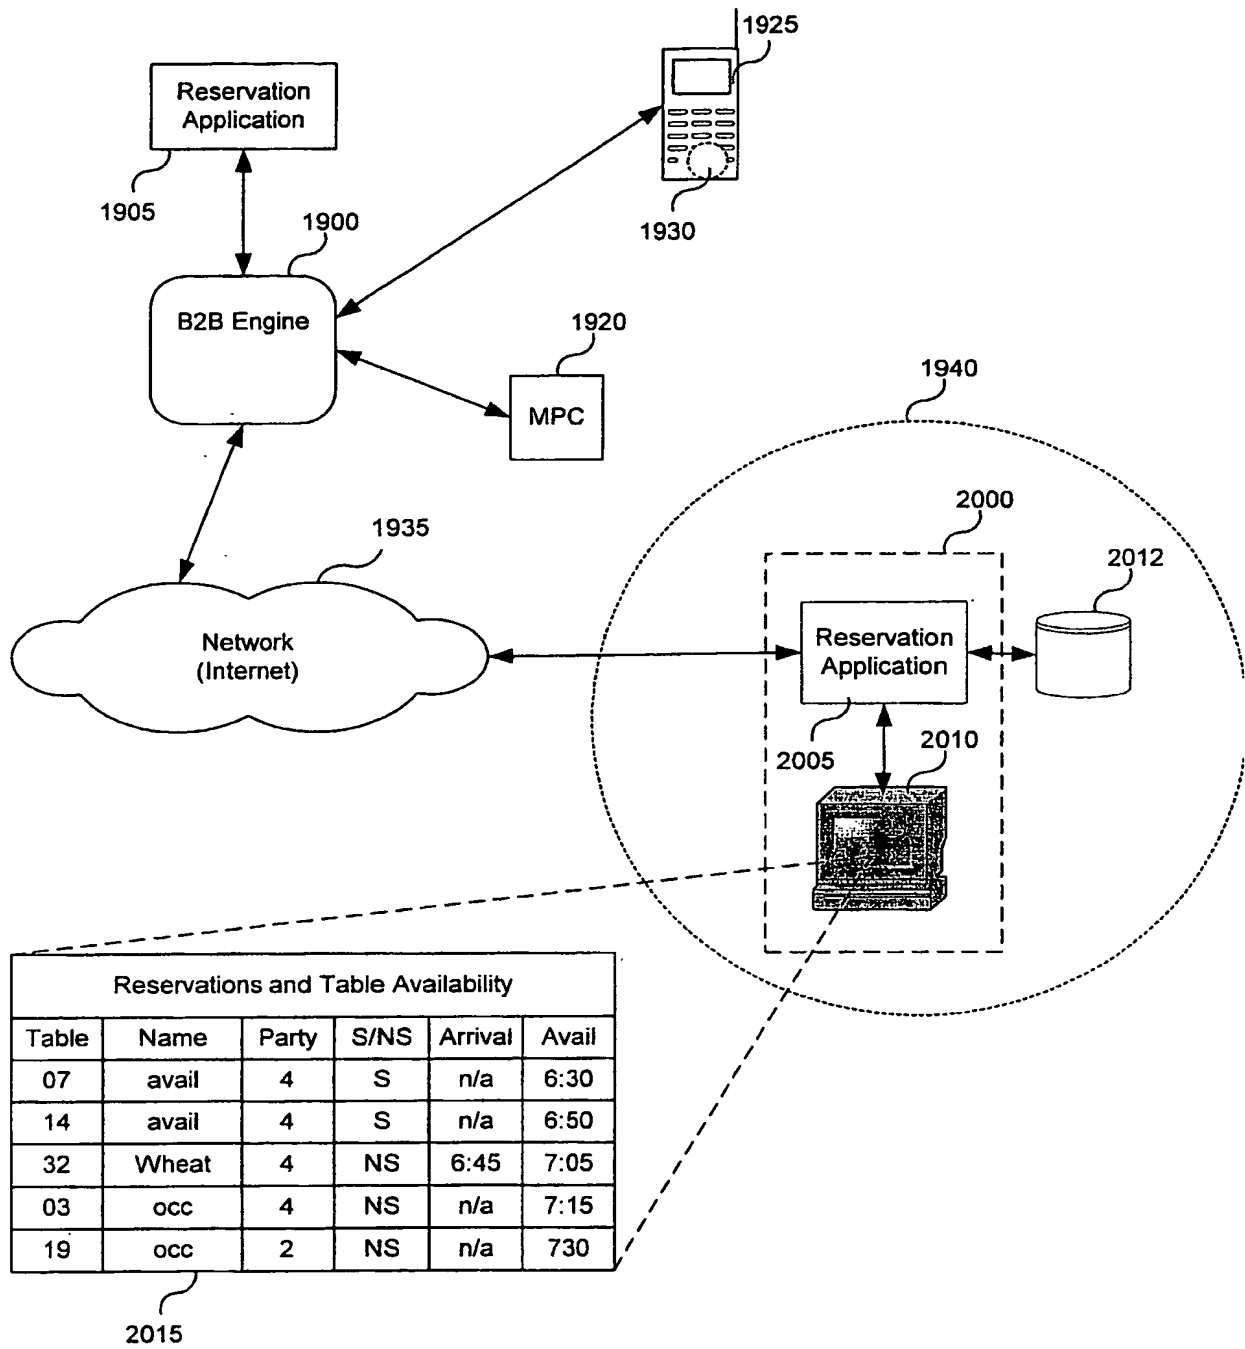 1925
Reservation
Application
1905
1900
1930
B2B Engine
1920
MPC
1940
1935
2000
2012
Network
(Internet)
Reservation
Application
2005
2010
Reservations and Table Availability
Table Name Party S/NS Arrival Avail
07 avail 4 S n/a 6:30
14 avail 4 S n/a 6:50
32 Wheat 4 NS 6:45 7:05
03 occ 4 NS n/a 7:15
19 occ 2 NS n/a 730
2015